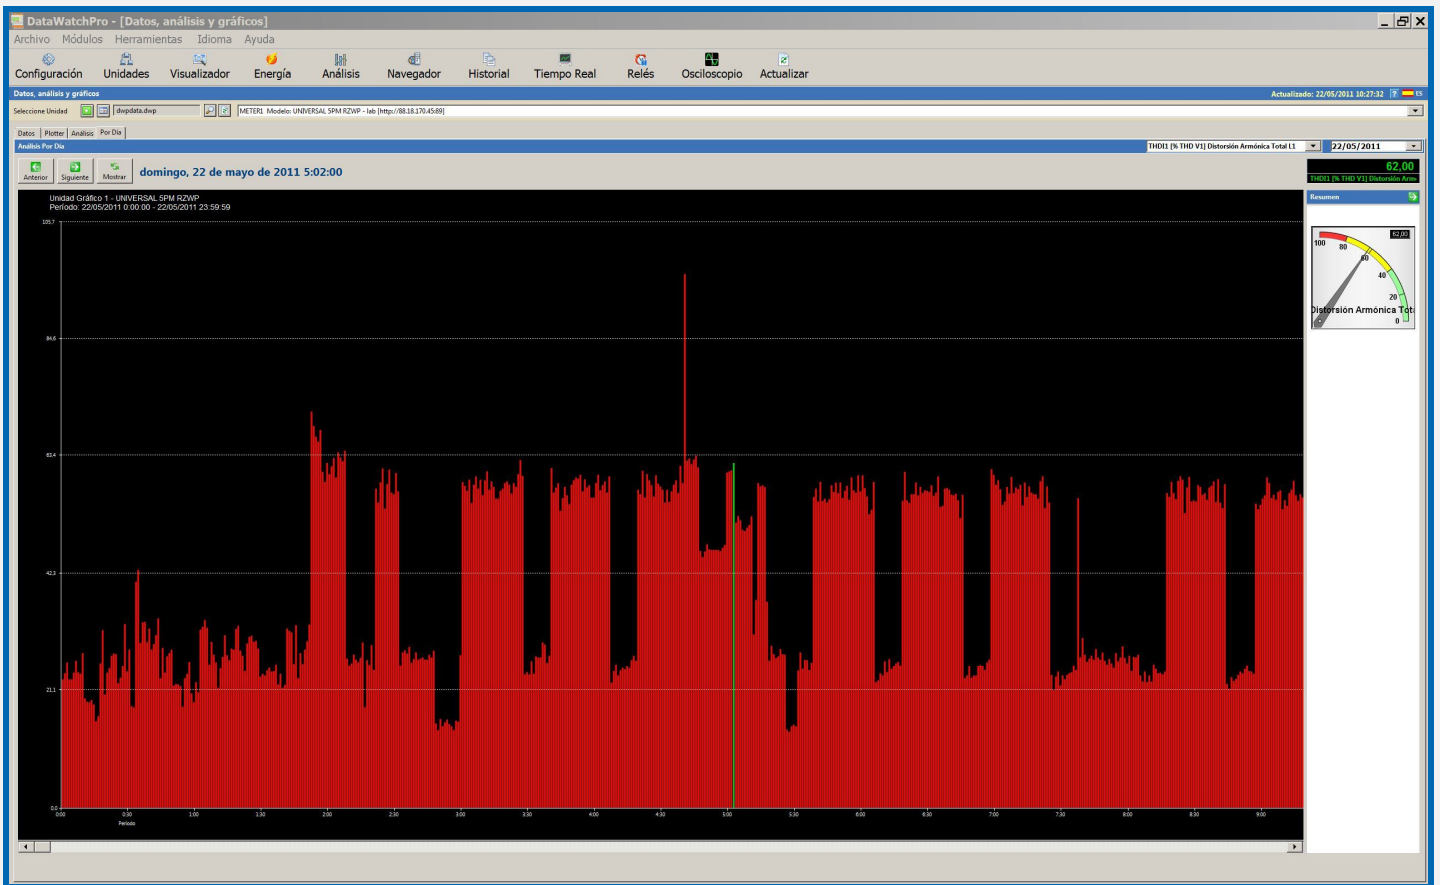 DataWatchPro - [Datos, análisis y gráficos]
Archivo Módulos Herramientas Idioma Ayuda
Configuración Unidades Visualizador Energía Análisis Navegador Historial Tiempo Real Relés Osciloscopio Actualizar
Datos, análisis y gráficos Actualizado: 22/05/2011 10:27:32 ? ES
Seleccione Unidad dwpdata.dwp METER1 Modelo: UNIVERSAL 5PM RZWP - lab [http://88.18.170.45:89]
Datos Plotter Análisis Por Día
Análisis Por Día THDI1 [% THD V1] Distorsión Armónica Total L1 22/05/2011
Anterior Siguiente Mostrar domingo, 22 de mayo de 2011 5:02:00 62,00
THDI1 [% THD V1] Distorsión Arm
Unidad Gráfico 1 - UNIVERSAL 5PM RZWP
Período: 22/05/2011 0:00:00 - 22/05/2011 23:59:59
Resumen
105.7
84.6
63.4
42.3
21.1
0.0
62,00
100 80 60 40 20 0
Distorsión Armónica Tot
0:00 0:30 1:00 1:30 2:00 2:30 3:00 3:30 4:00 4:30 5:00 5:30 6:00 6:30 7:00 7:30 8:00 8:30 9:00
Período